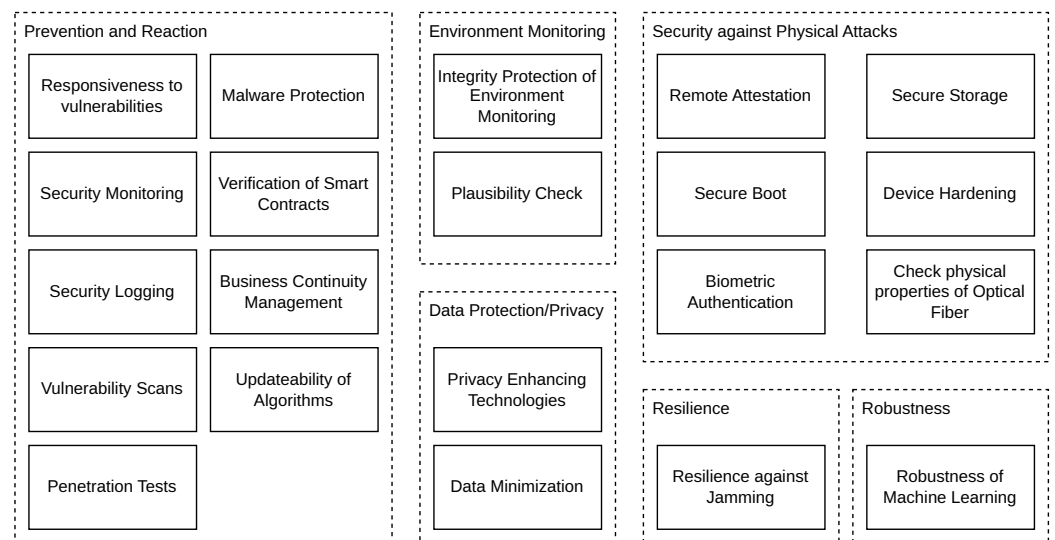 Prevention and Reaction
Responsiveness to
vulnerabilities
Malware Protection
Security Monitoring
Verification of Smart
Contracts
Security Logging
Business Continuity
Management
Vulnerability Scans
Updateability of
Algorithms
Penetration Tests
Environment Monitoring
Integrity Protection of
Environment
Monitoring
Plausibility Check
Data Protection/Privacy
Privacy Enhancing
Technologies
Data Minimization
Security against Physical Attacks
Remote Attestation
Secure Storage
Secure Boot
Device Hardening
Biometric
Authentication
Check physical
properties of Optical
Fiber
Resilience
Resilience against
Jamming
Robustness
Robustness of
Machine Learning